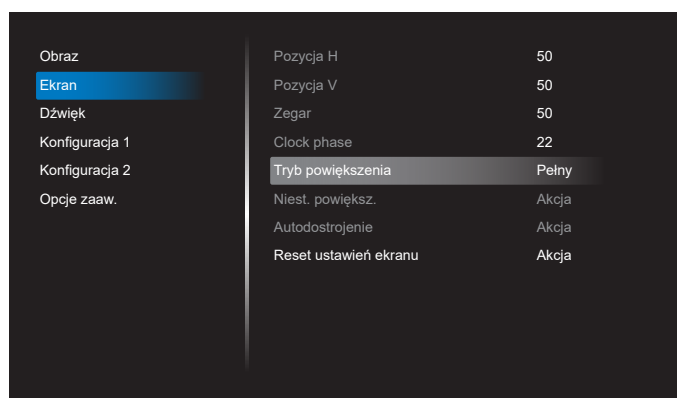 Obraz
Ekran
Dźwięk
Konfiguracja 1
Konfiguracja 2
Opcje zaaw.
Pozycja H 50
Pozycja V 50
Zegar 50
Clock phase 22
Tryb powiększenia Pełny
Niest. powiększ. Akcja
Autodostrojenie Akcja
Reset ustawień ekranu Akcja